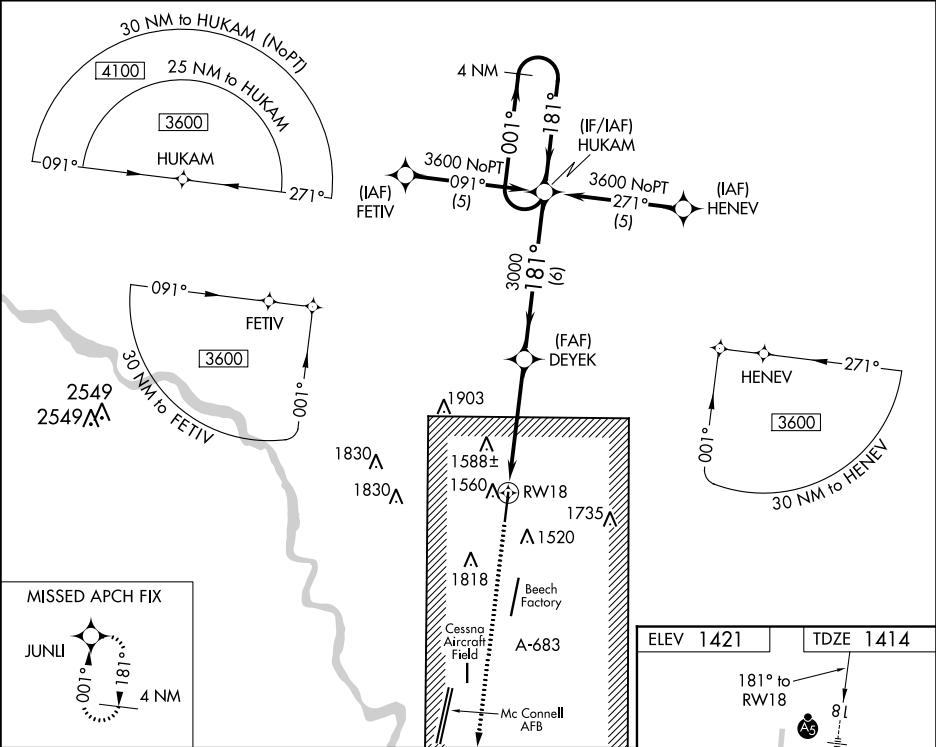 30 NM to HUKAM (NoPT)
4100
25 NM to HUKAM
3600
HUKAM
091°
271°
4 NM
001°
181°
(IF/IAF)
HUKAM
3600 NoPT
091°
(5)
(IAF)
FETIV
3600 NoPT
271°
(5)
(IAF)
HENEV
3000
181°
(6)
(FAF)
DEYEK
091°
FETIV
3600
001°
30 NM to FETIV
271°
HENEV
3600
001°
30 NM to HENEV
2549
2549
1903
1830
1830
1588±
1560
RW18
1735
1520
1818
Beech
Factory
Cessna
Aircraft
Field
A-683
Mc Connell
AFB
MISSED APCH FIX
JUNLI
001°
181°
4 NM
ELEV 1421
TDZE 1414
181° to
RW18
18
A5